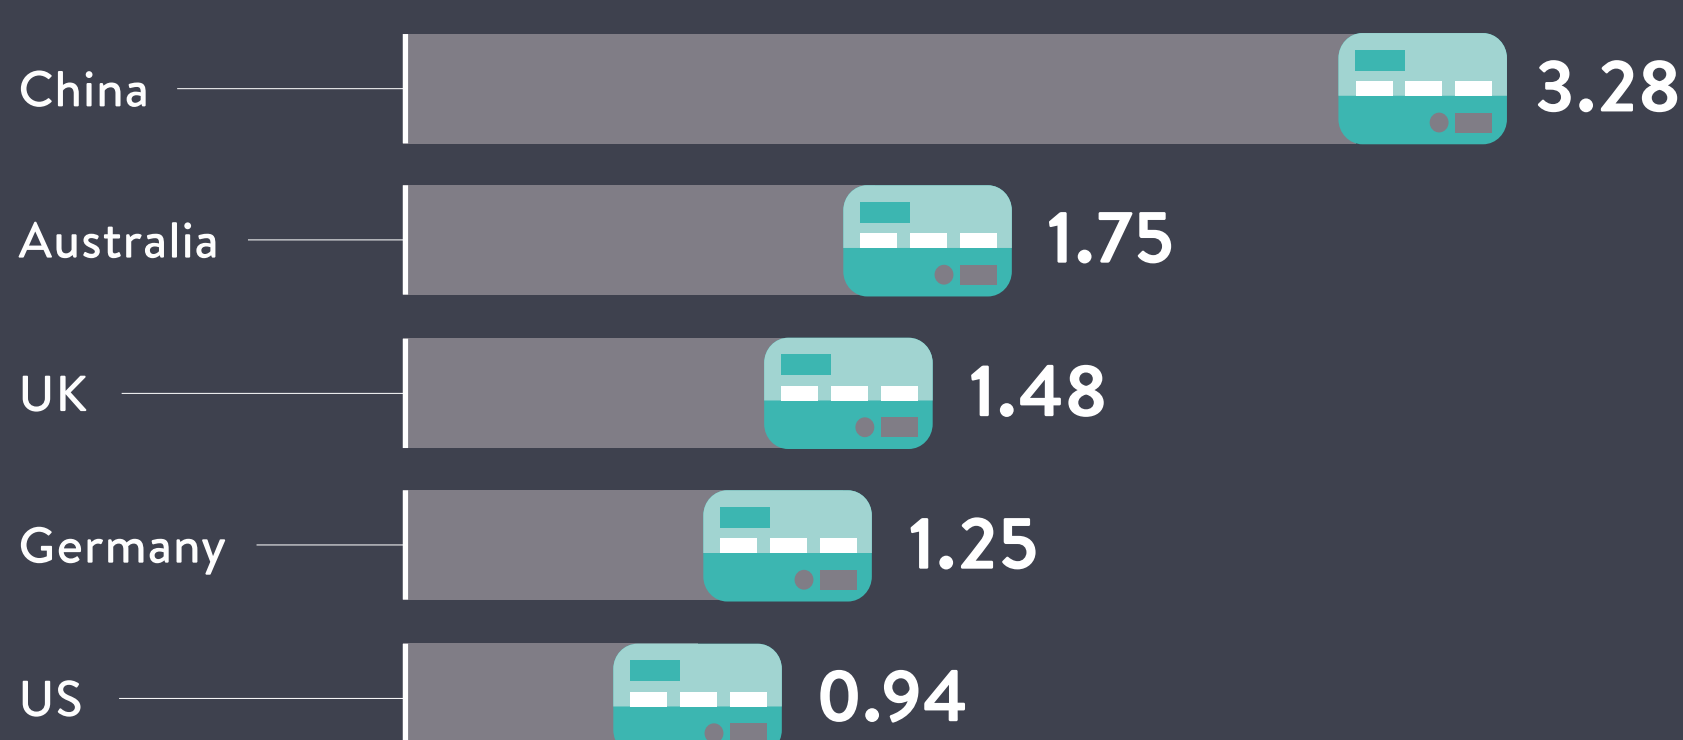 China 3.28
Australia 1.75
UK 1.48
Germany 1.25
US 0.94